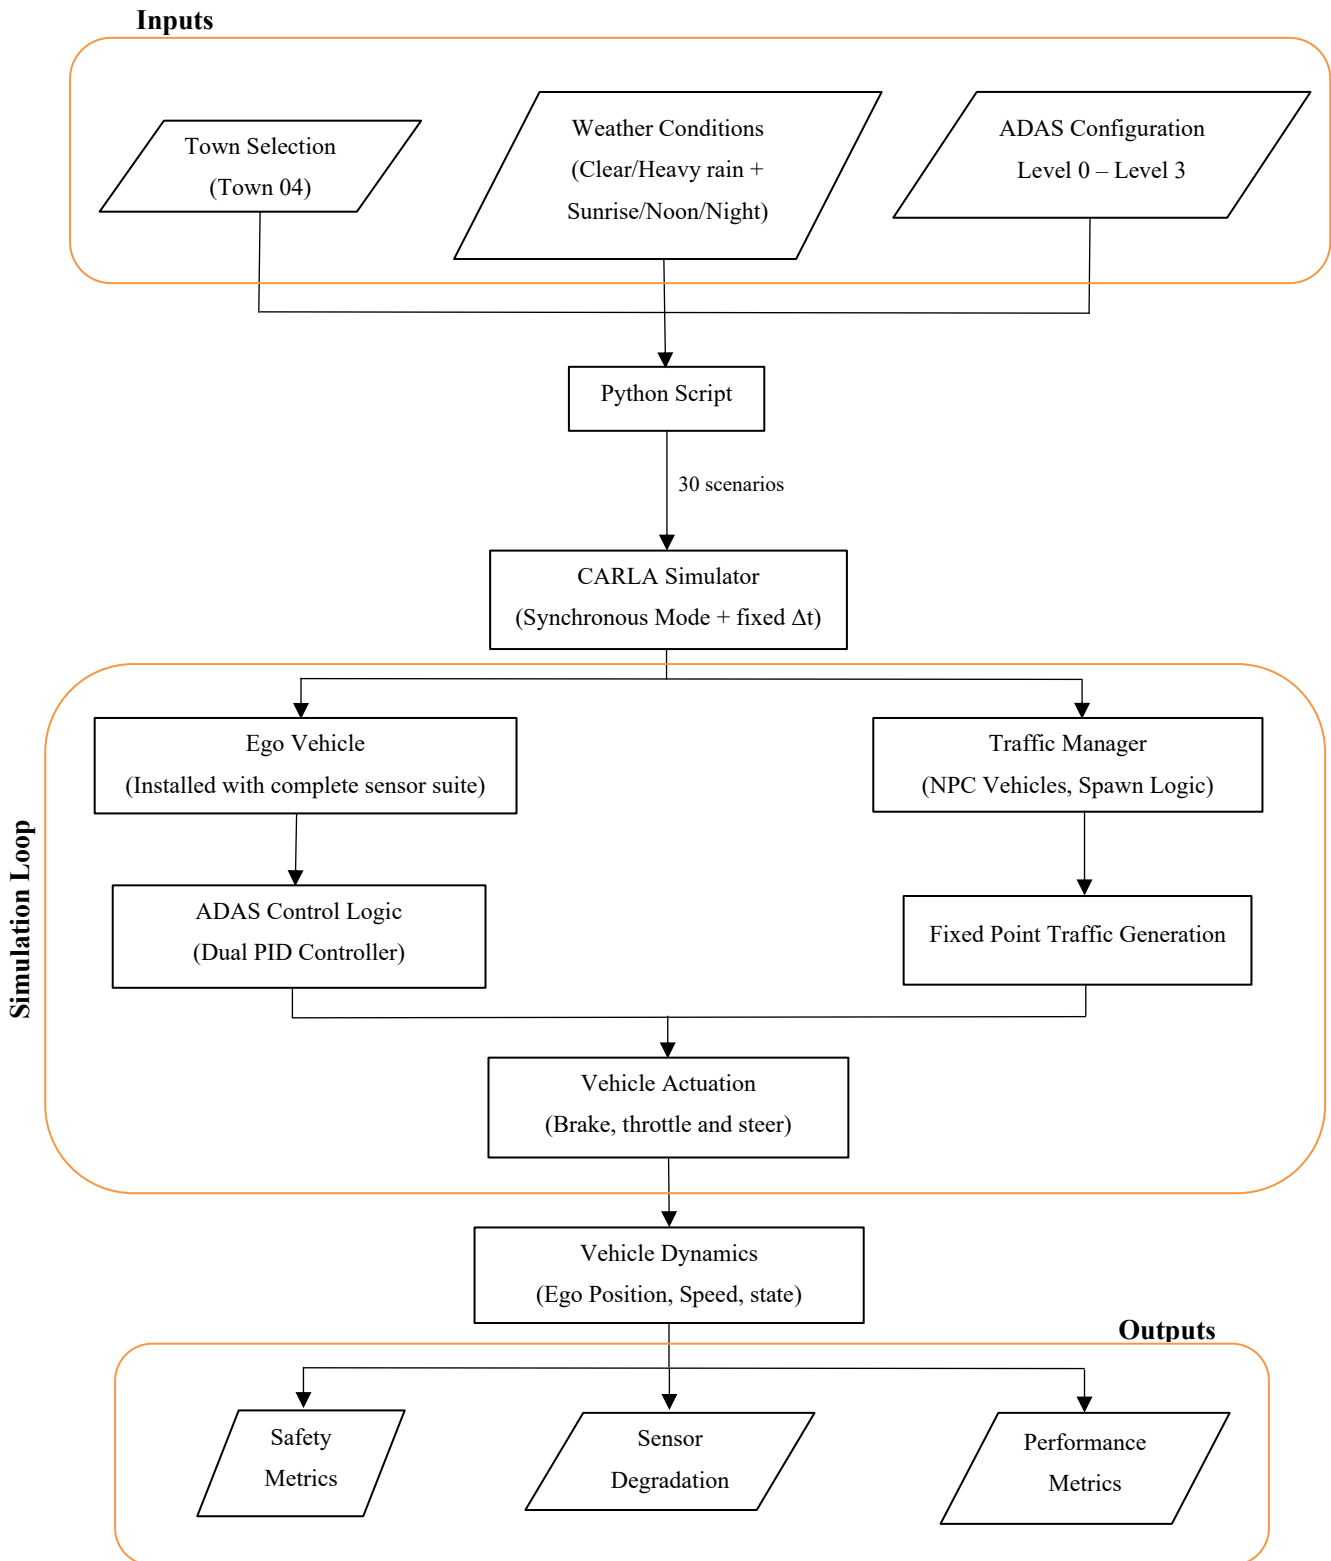 Inputs
Town Selection
(Town 04)
Weather Conditions
(Clear/Heavy rain +
Sunrise/Noon/Night)
ADAS Configuration
Level 0 – Level 3
Python Script
30 scenarios
CARLA Simulator
(Synchronous Mode + fixed Δt)
Simulation Loop
Ego Vehicle
(Installed with complete sensor suite)
Traffic Manager
(NPC Vehicles, Spawn Logic)
ADAS Control Logic
(Dual PID Controller)
Fixed Point Traffic Generation
Vehicle Actuation
(Brake, throttle and steer)
Vehicle Dynamics
(Ego Position, Speed, state)
Outputs
Safety
Metrics
Sensor
Degradation
Performance
Metrics